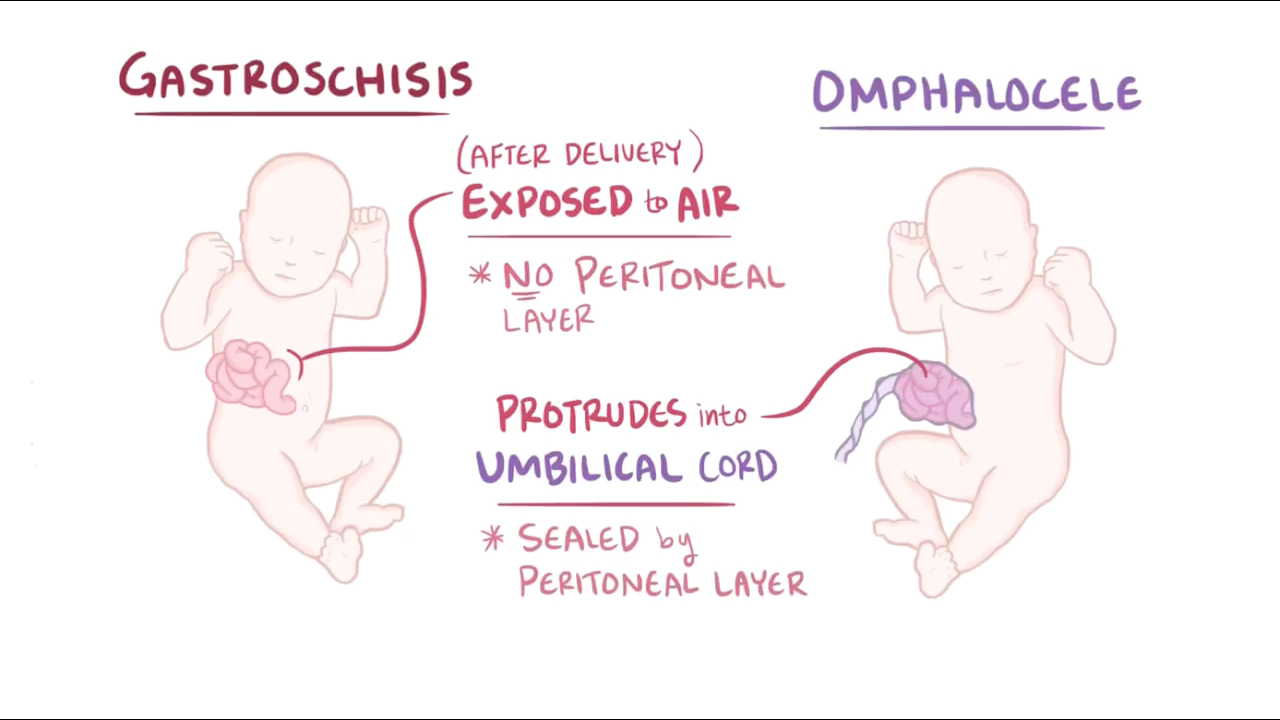 GASTROSCHISIS
(AFTER DELIVERY)
EXPOSED to AIR
* NO PERITONEAL
LAYER
OMPHALOCELE
PROTRUDES into
UMBILICAL CORD
* SEALED by
PERITONEAL LAYER